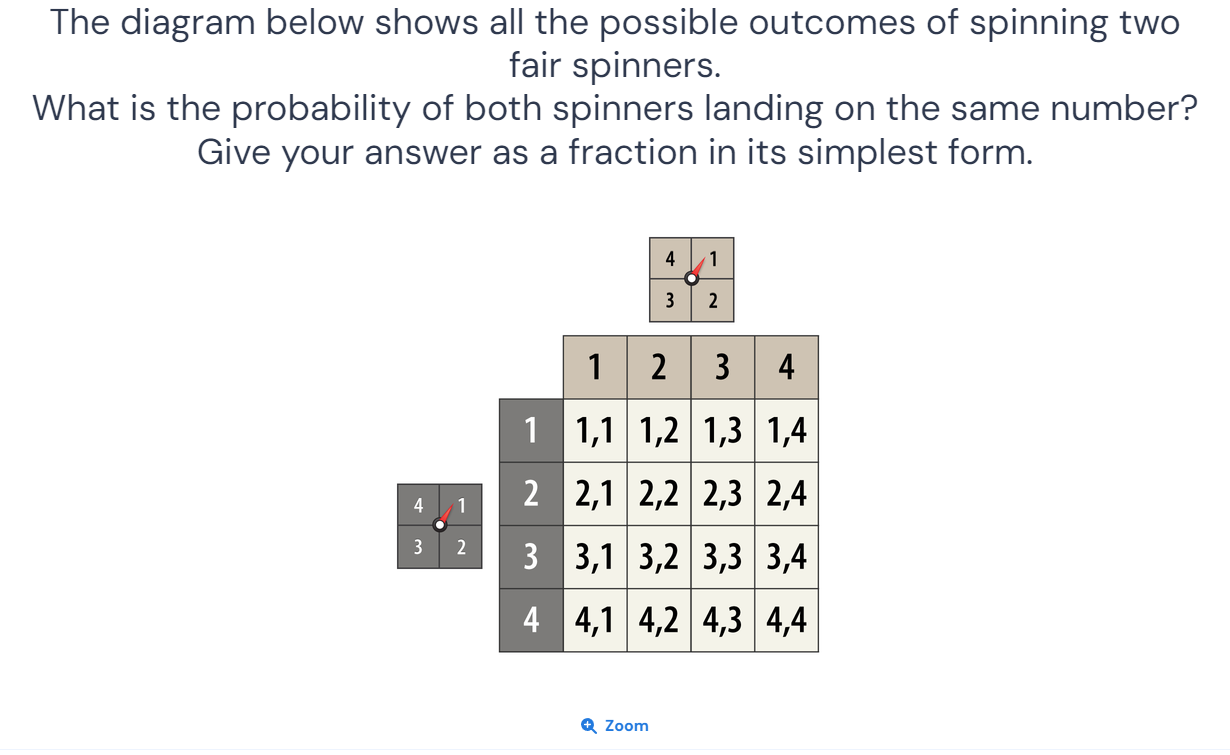 The diagram below shows all the possible outcomes of spinning two
fair spinners.
What is the probability of both spinners landing on the same number?
Give your answer as a fraction in its simplest form.
4 1
3 2
1 2 3 4
1 1,1 1,2 1,3 1,4
2 2,1 2,2 2,3 2,4
4 1
3 2
3 3,1 3,2 3,3 3,4
4 4,1 4,2 4,3 4,4
Zoom